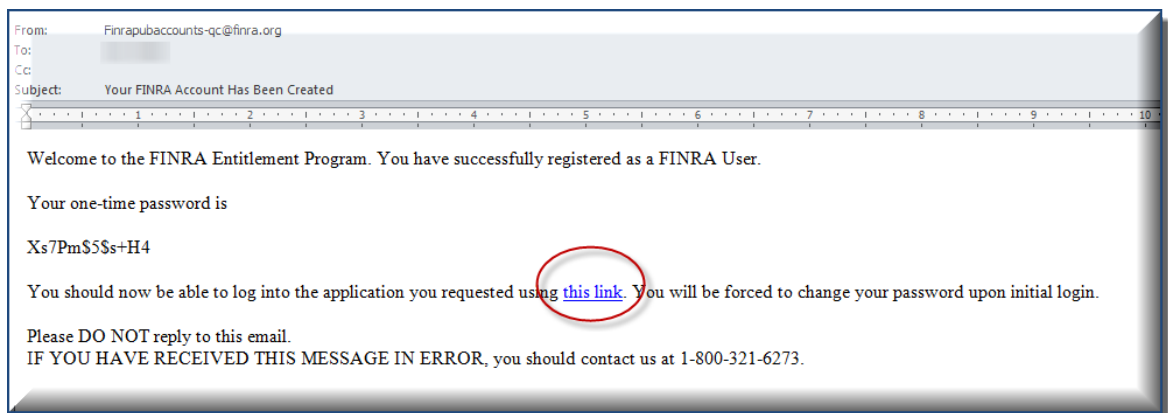 From: Finrapubaccounts-qc@finra.org
To:
Cc:
Subject: Your FINRA Account Has Been Created
1 2 3 4 5 6 7 8 9 10
Welcome to the FINRA Entitlement Program. You have successfully registered as a FINRA User.
Your one-time password is
Xs7Pm$5$s+H4
You should now be able to log into the application you requested using this link. You will be forced to change your password upon initial login.
Please DO NOT reply to this email.
IF YOU HAVE RECEIVED THIS MESSAGE IN ERROR, you should contact us at 1-800-321-6273.